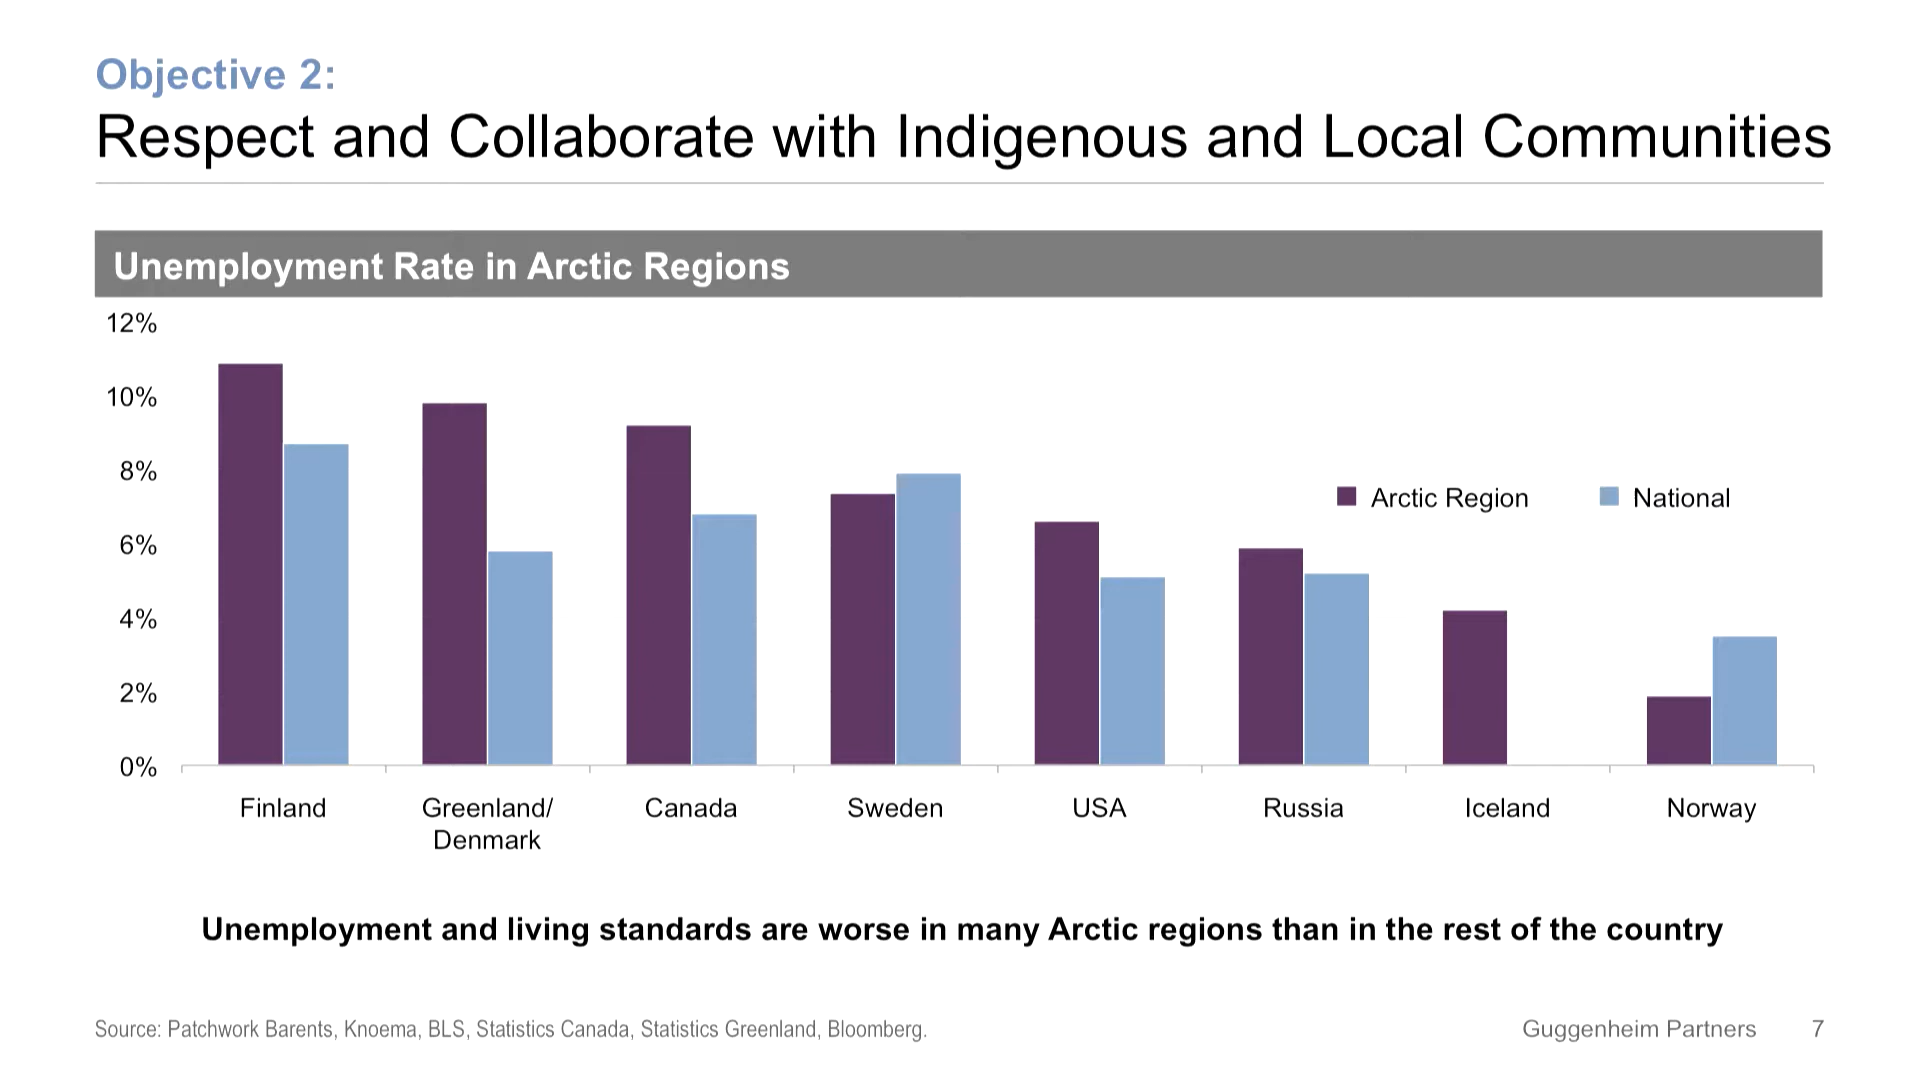 Objective 2:
Respect and Collaborate with Indigenous and Local Communities
Unemployment Rate in Arctic Regions
12%
10%
8%
6%
4%
2%
0%
Arctic Region
National
Finland
Greenland/
Denmark
Canada
Sweden
USA
Russia
Iceland
Norway
Unemployment and living standards are worse in many Arctic regions than in the rest of the country
Source: Patchwork Barents, Knoema, BLS, Statistics Canada, Statistics Greenland, Bloomberg.
Guggenheim Partners 7